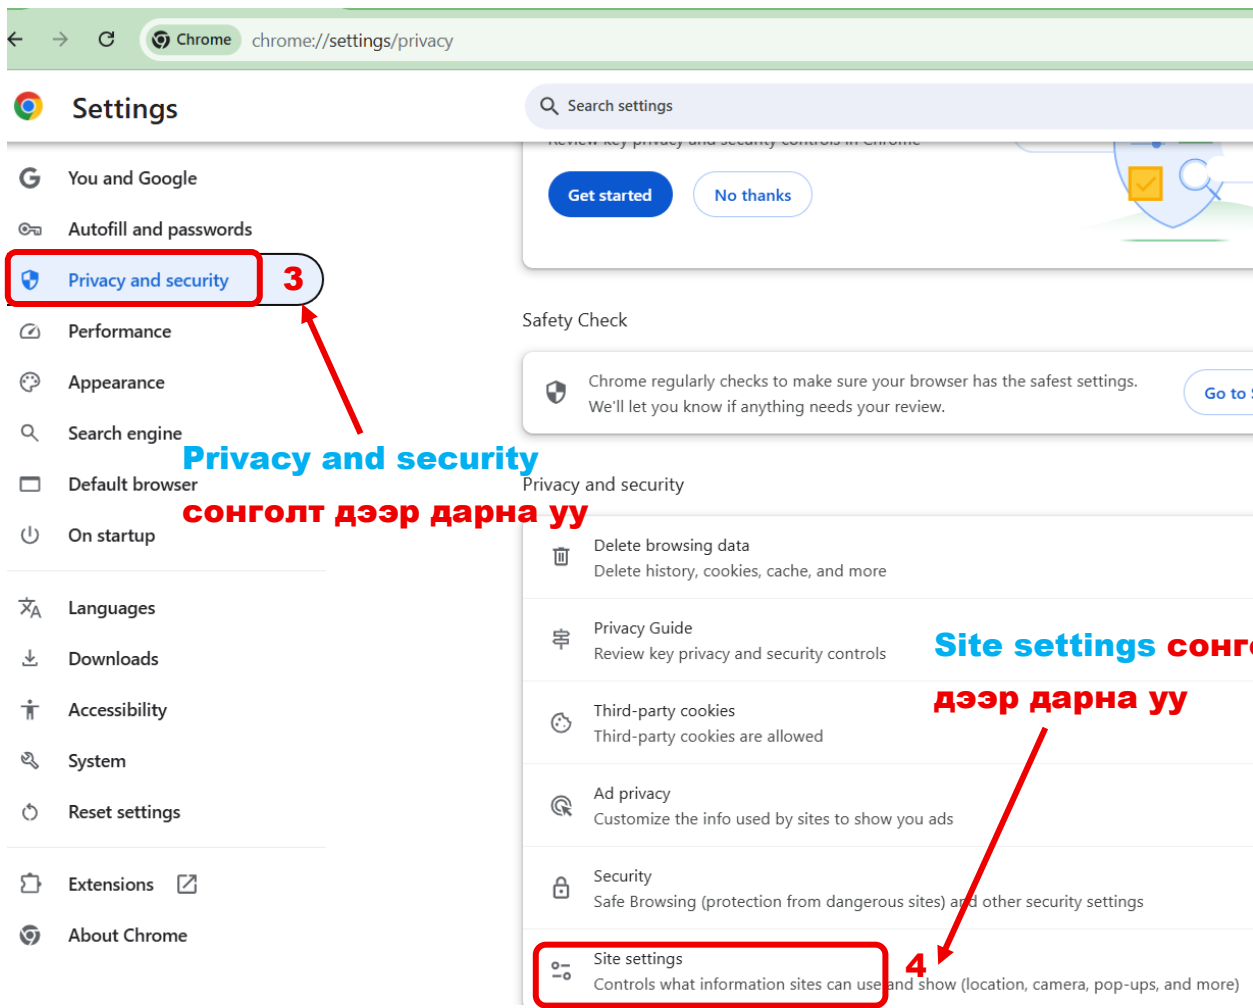 Chrome chrome://settings/privacy
Settings
Search settings
Review key privacy and security controls in Chrome
You and Google
Get started No thanks
Autofill and passwords
Privacy and security 3
Performance
Safety Check
Appearance
Chrome regularly checks to make sure your browser has the safest settings.
We'll let you know if anything needs your review.
Go to
Search engine
Privacy and security
сонголт дээр дарна уу
Default browser
On startup
Languages
Downloads
Accessibility
System
Reset settings
Extensions
About Chrome
Privacy and security
Delete browsing data
Delete history, cookies, cache, and more
Privacy Guide
Review key privacy and security controls
Site settings
дээр дарна уу
Third-party cookies
Third-party cookies are allowed
Ad privacy
Customize the info used by sites to show you ads
Security
Safe Browsing (protection from dangerous sites) and other security settings
Site settings
4
Controls what information sites can use and show (location, camera, pop-ups, and more)